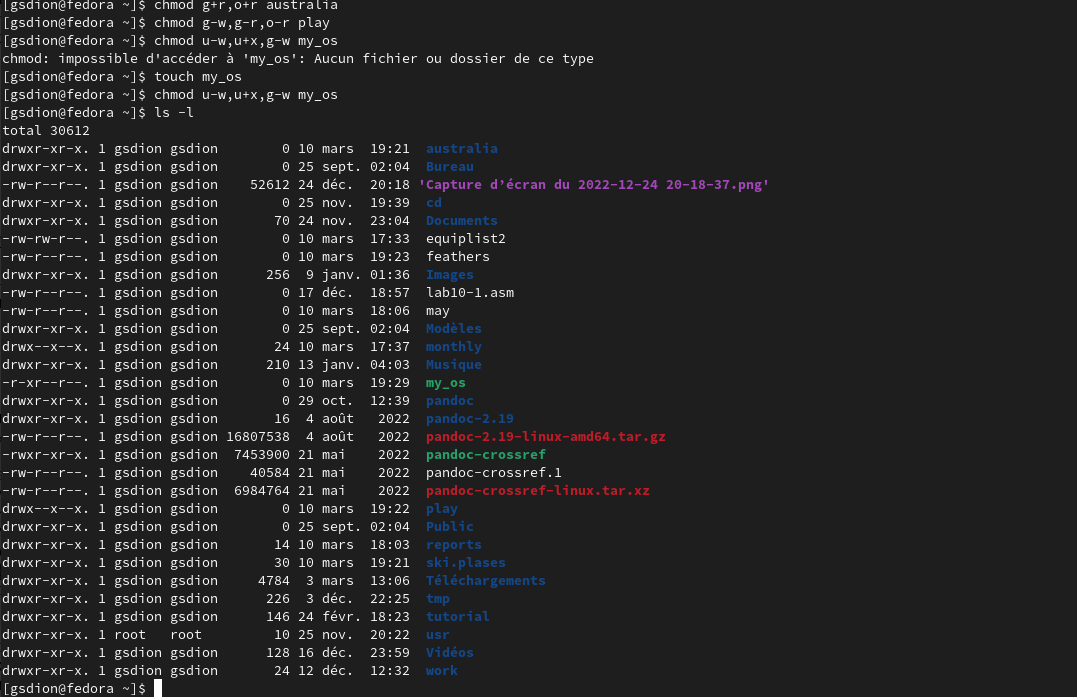 [gsdion@fedora ~]$ chmod g+r,o+r australia
[gsdion@fedora ~]$ chmod g-w,g-r,o-r play
[gsdion@fedora ~]$ chmod u-w,u+x,g-w my_os
chmod: impossible d'accéder à 'my_os': Aucun fichier ou dossier de ce type
[gsdion@fedora ~]$ touch my_os
[gsdion@fedora ~]$ chmod u-w,u+x,g-w my_os
[gsdion@fedora ~]$ ls -l
total 30612
drwxr-xr-x. 1 gsdion gsdion        0 10 mars  19:21  australia
drwxr-xr-x. 1 gsdion gsdion        0 25 sept. 02:04  Bureau
-rw-r--r--. 1 gsdion gsdion    52612 24 déc.  20:18 'Capture d’écran du 2022-12-24 20-18-37.png'
drwxr-xr-x. 1 gsdion gsdion        0 25 nov.  19:39  cd
drwxr-xr-x. 1 gsdion gsdion       70 24 nov.  23:04  Documents
-rw-rw-r--. 1 gsdion gsdion        0 10 mars  17:33  equiplist2
-rw-r--r--. 1 gsdion gsdion        0 10 mars  19:23  feathers
drwxr-xr-x. 1 gsdion gsdion      256  9 janv. 01:36  Images
-rw-r--r--. 1 gsdion gsdion        0 17 déc.  18:57  lab10-1.asm
-rw-r--r--. 1 gsdion gsdion        0 10 mars  18:06  may
drwxr-xr-x. 1 gsdion gsdion        0 25 sept. 02:04  Modèles
drwx--x--x. 1 gsdion gsdion       24 10 mars  17:37  monthly
drwxr-xr-x. 1 gsdion gsdion      210 13 janv. 04:03  Musique
-r-xr--r--. 1 gsdion gsdion        0 10 mars  19:29  my_os
drwxr-xr-x. 1 gsdion gsdion        0 29 oct.  12:39  pandoc
drwxr-xr-x. 1 gsdion gsdion       16  4 août   2022  pandoc-2.19
-rw-r--r--. 1 gsdion gsdion 16807538  4 août   2022  pandoc-2.19-linux-amd64.tar.gz
-rwxr-xr-x. 1 gsdion gsdion  7453900 21 mai    2022  pandoc-crossref
-rw-r--r--. 1 gsdion gsdion    40584 21 mai    2022  pandoc-crossref.1
-rw-r--r--. 1 gsdion gsdion  6984764 21 mai    2022  pandoc-crossref-linux.tar.xz
drwx--x--x. 1 gsdion gsdion        0 10 mars  19:22  play
drwxr-xr-x. 1 gsdion gsdion        0 25 sept. 02:04  Public
drwxr-xr-x. 1 gsdion gsdion       14 10 mars  18:03  reports
drwxr-xr-x. 1 gsdion gsdion       30 10 mars  19:21  ski.plases
drwxr-xr-x. 1 gsdion gsdion     4784  3 mars  13:06  Téléchargements
drwxr-xr-x. 1 gsdion gsdion      226  3 déc.  22:25  tmp
drwxr-xr-x. 1 gsdion gsdion      146 24 févr. 18:23  tutorial
drwxr-xr-x. 1 root   root         10 25 nov.  20:22  usr
drwxr-xr-x. 1 gsdion gsdion      128 16 déc.  23:59  Vidéos
drwxr-xr-x. 1 gsdion gsdion       24 12 déc.  12:32  work
[gsdion@fedora ~]$